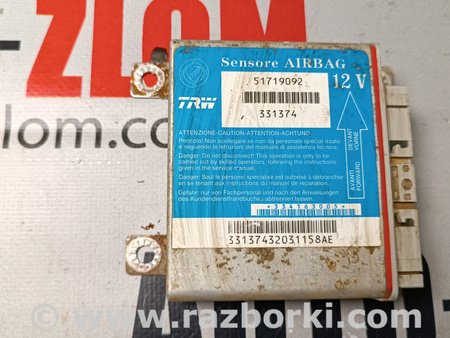 -ZLOM
lom.com
Sensore AIRBAG
51719092
12 V
TRW
331374
ATTENZIONE-CAUTION-ATTENTION-ACHTUNG
Pericolo! Non scollegare se non da personale specializzato
e seguendo le istruzioni del manuale di assistenza tecnica.
Danger: Do not disconnect! This operation is only to be
carried out by skilled operators, following the instructions
given in the service manual.
Danger: Seul le personel spécialisé est autorisé à débrancher
en se tenant aux instructions du manuel de réparation.
Gefahr: nur von Fachpersonal und nach den Anweisungen
des Kundendiensthandbuches abtrennen lassen.
AVANTI
FORWARD
DEVANT
VORNE
*334383005*
33137432031158AE
www.razborki.com